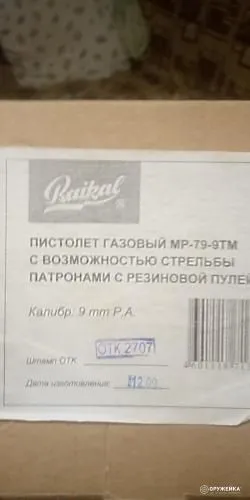 Baikal
ПИСТОЛЕТ ГАЗОВЫЙ МР-79-9ТМ
С ВОЗМОЖНОСТЬЮ СТРЕЛЬБЫ
ПАТРОНАМИ С РЕЗИНОВОЙ ПУЛЕЙ
Калибр: 9 mm P.A.
Штамп ОТК ОТК 2707
Дата изготовления:
ОРУЖЕЙКА